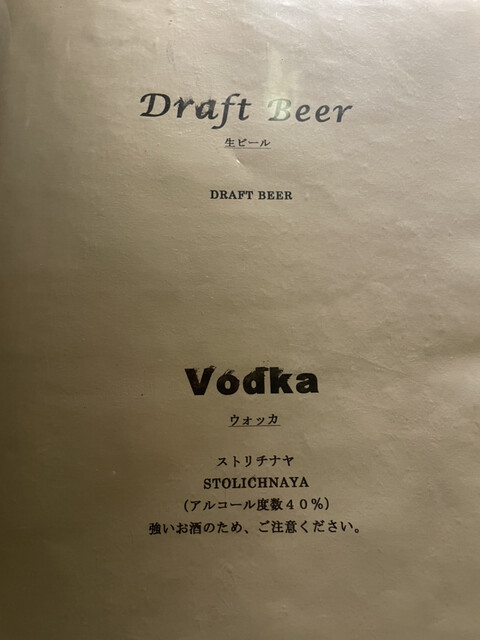 Draft Beer
生ビール
DRAFT BEER
Vodka
ウォッカ
ストリチナヤ
STOLICHNAYA
（アルコール度数４０％）
強いお酒のため、ご注意ください。